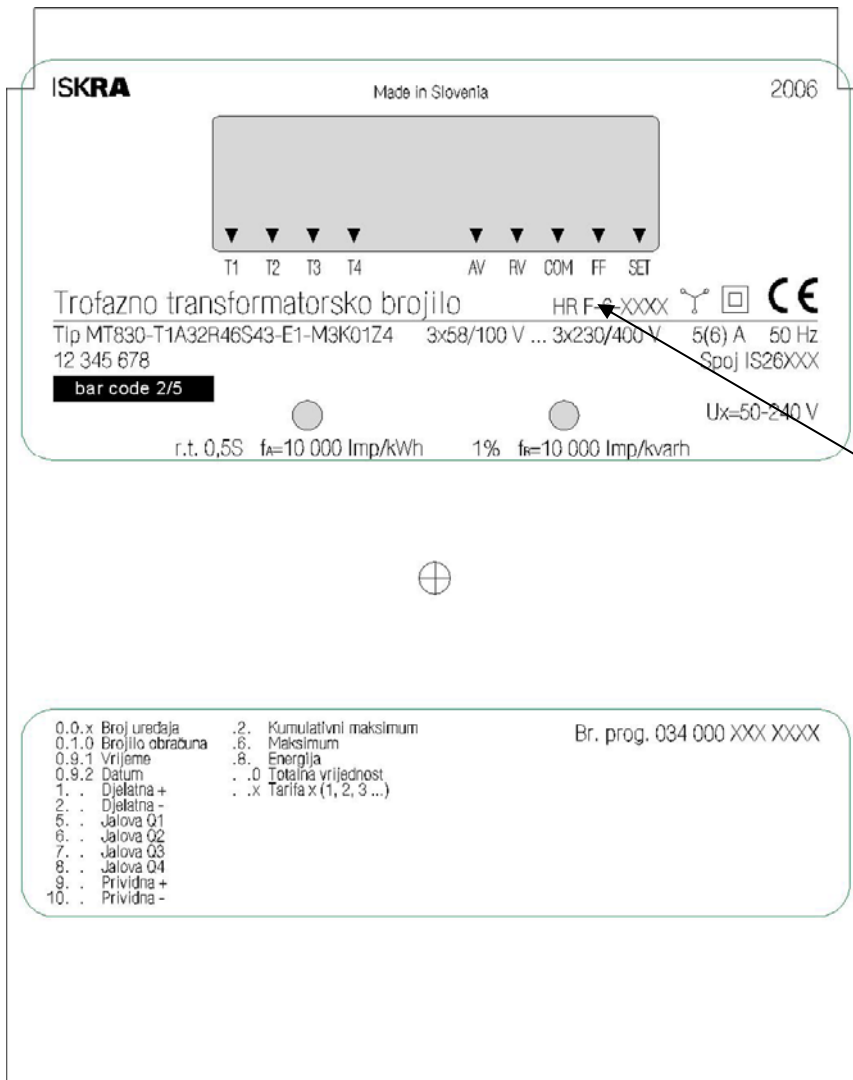 ISKRA Made in Slovenia 2006
T1 T2 T3 T4 AV RV COM FF SET
Trofazno transformatorsko brojilo HR F-6-XXXX CE
Tip MT830-T1A32R46S43-E1-M3K01Z4 3x58/100 V ... 3x230/400 V 5(6) A 50 Hz
12 345 678 Spoj IS26XXX
bar code 2/5
Ux=50-240 V
r.t. 0,5S fA=10 000 Imp/kWh 1% fR=10 000 Imp/kvarh
0.0.x Broj uređaja .2. Kumulativni maksimum Br. prog. 034 000 XXX XXXX
0.1.0 Brojilo obračuna .6. Maksimum
0.9.1 Vrijeme .8. Energija
0.9.2 Datum . .0 Totalna vrijednost
1. . Djelatna + . .x Tarifa x (1, 2, 3 ...)
2. . Djelatna -
5. . Jalova Q1
6. . Jalova Q2
7. . Jalova Q3
8. . Jalova Q4
9. . Prividna +
10. . Prividna -